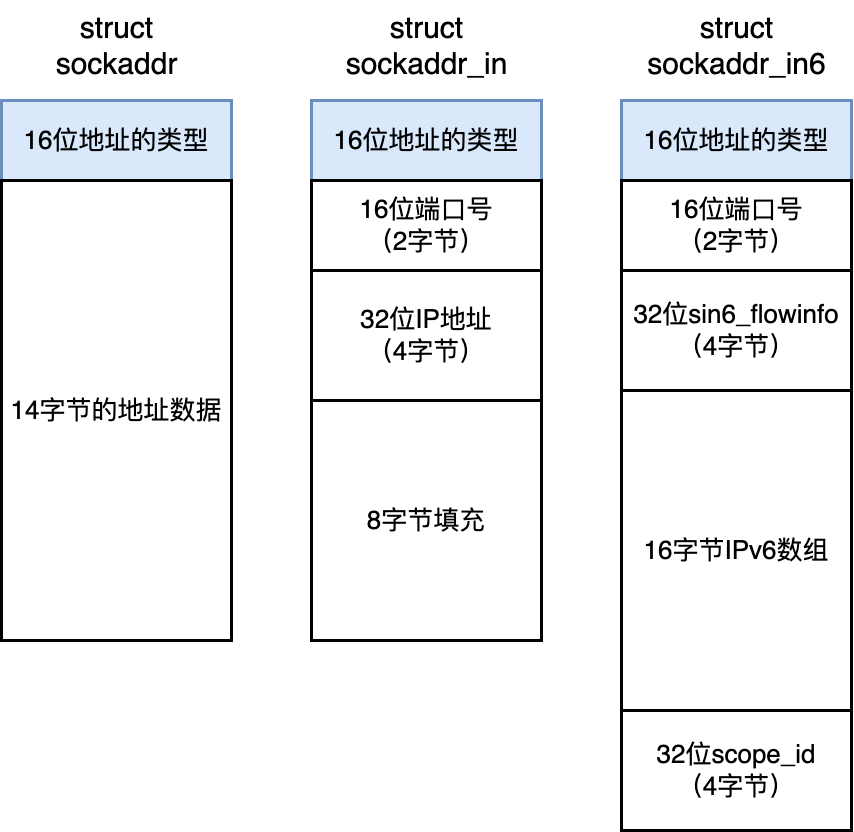 struct
sockaddr
16位地址的类型
14字节的地址数据
struct
sockaddr_in
16位地址的类型
16位端口号
（2字节）
32位IP地址
（4字节）
8字节填充
struct
sockaddr_in6
16位地址的类型
16位端口号
（2字节）
32位sin6_flowinfo
（4字节）
16字节IPv6数组
32位scope_id
（4字节）